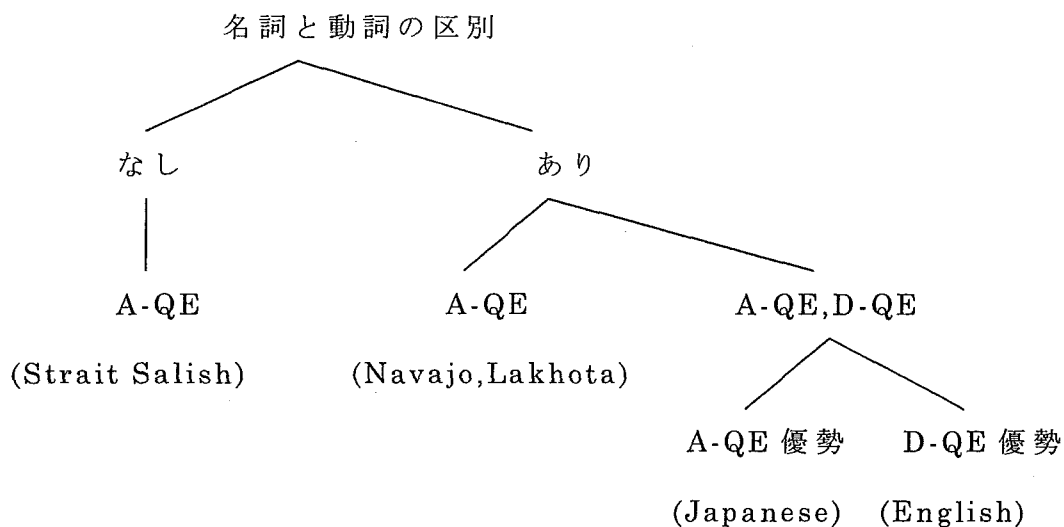 名詞と動詞の区別
なし あり
A-QE A-QE A-QE,D-QE
(Strait Salish) (Navajo,Lakhota)
A-QE 優勢 D-QE 優勢
(Japanese) (English)